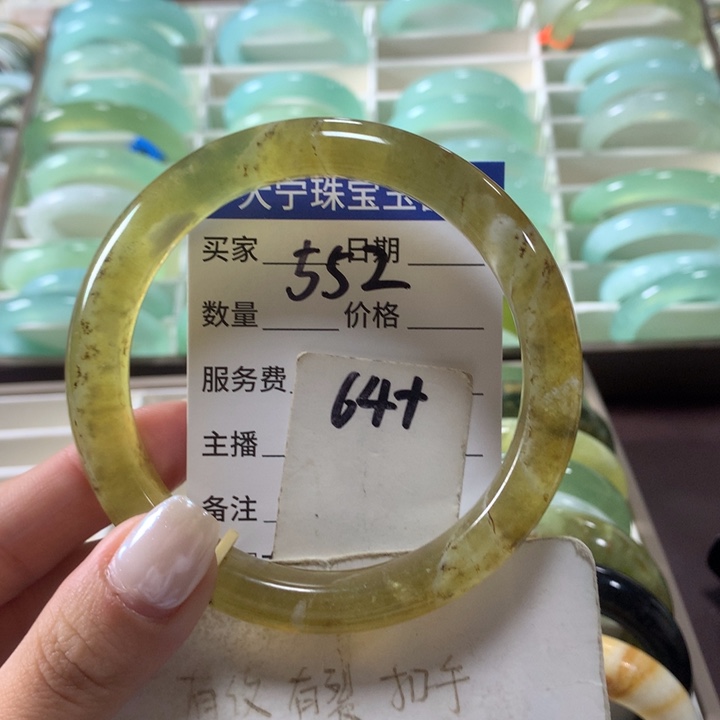 大宁珠宝玉
买家 日期
552
数量 价格
服务费
64+
主播
备注
有纹 有裂 扣手